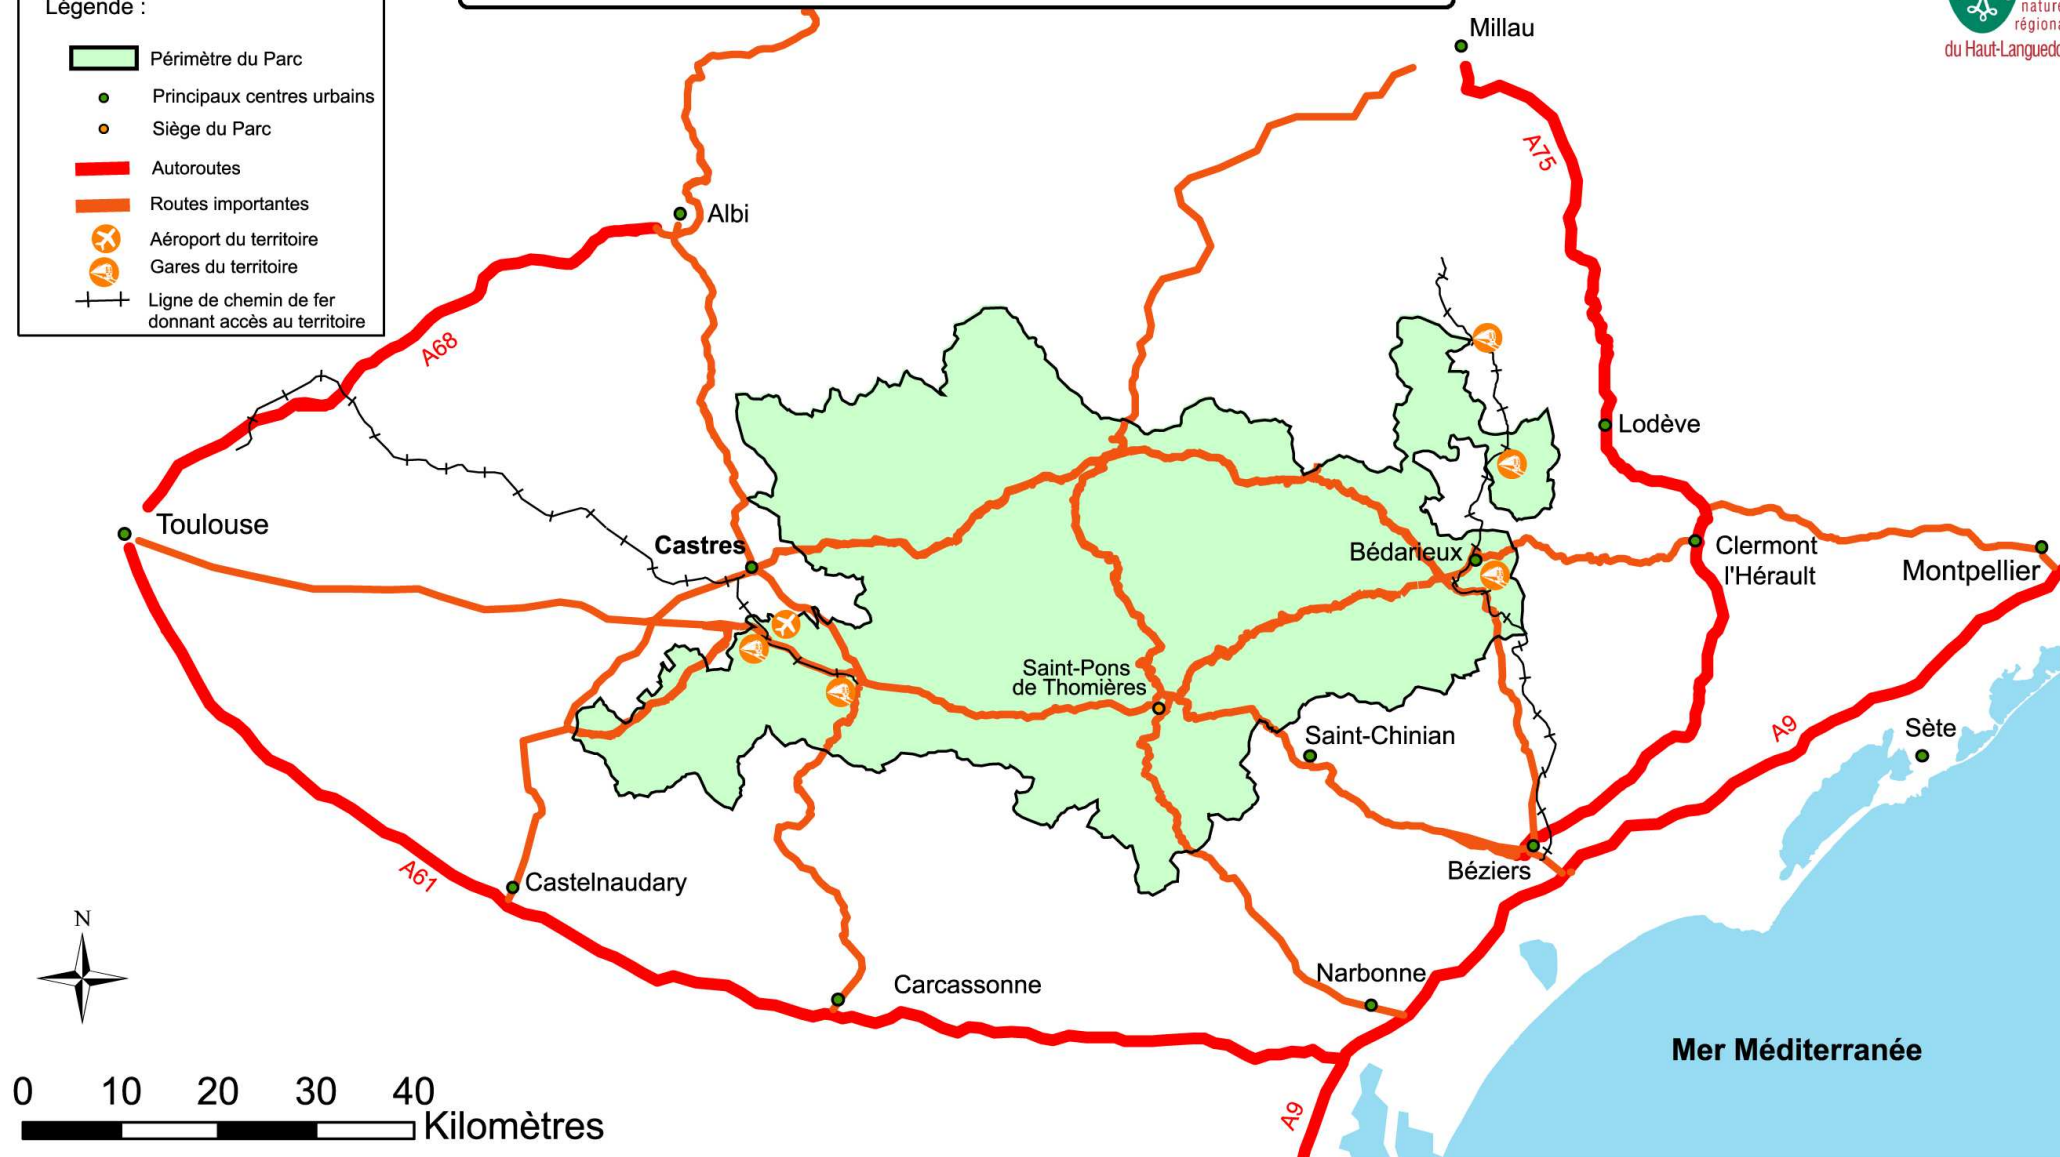 Légende :
Périmètre du Parc
Principaux centres urbains
Siège du Parc
Autoroutes
Routes importantes
Aéroport du territoire
Gares du territoire
Ligne de chemin de fer
donnant accès au territoire
du Haut-Langued
Millau
A75
Albi
A68
Lodève
Toulouse
Castres
Bédarieux
Clermont
l'Hérault
Montpellier
Saint-Pons
de Thomières
Saint-Chinian
Sète
A9
Béziers
A61
Castelnaudary
N
Carcassonne
Narbonne
Mer Méditerranée
0 10 20 30 40
Kilomètres
A9